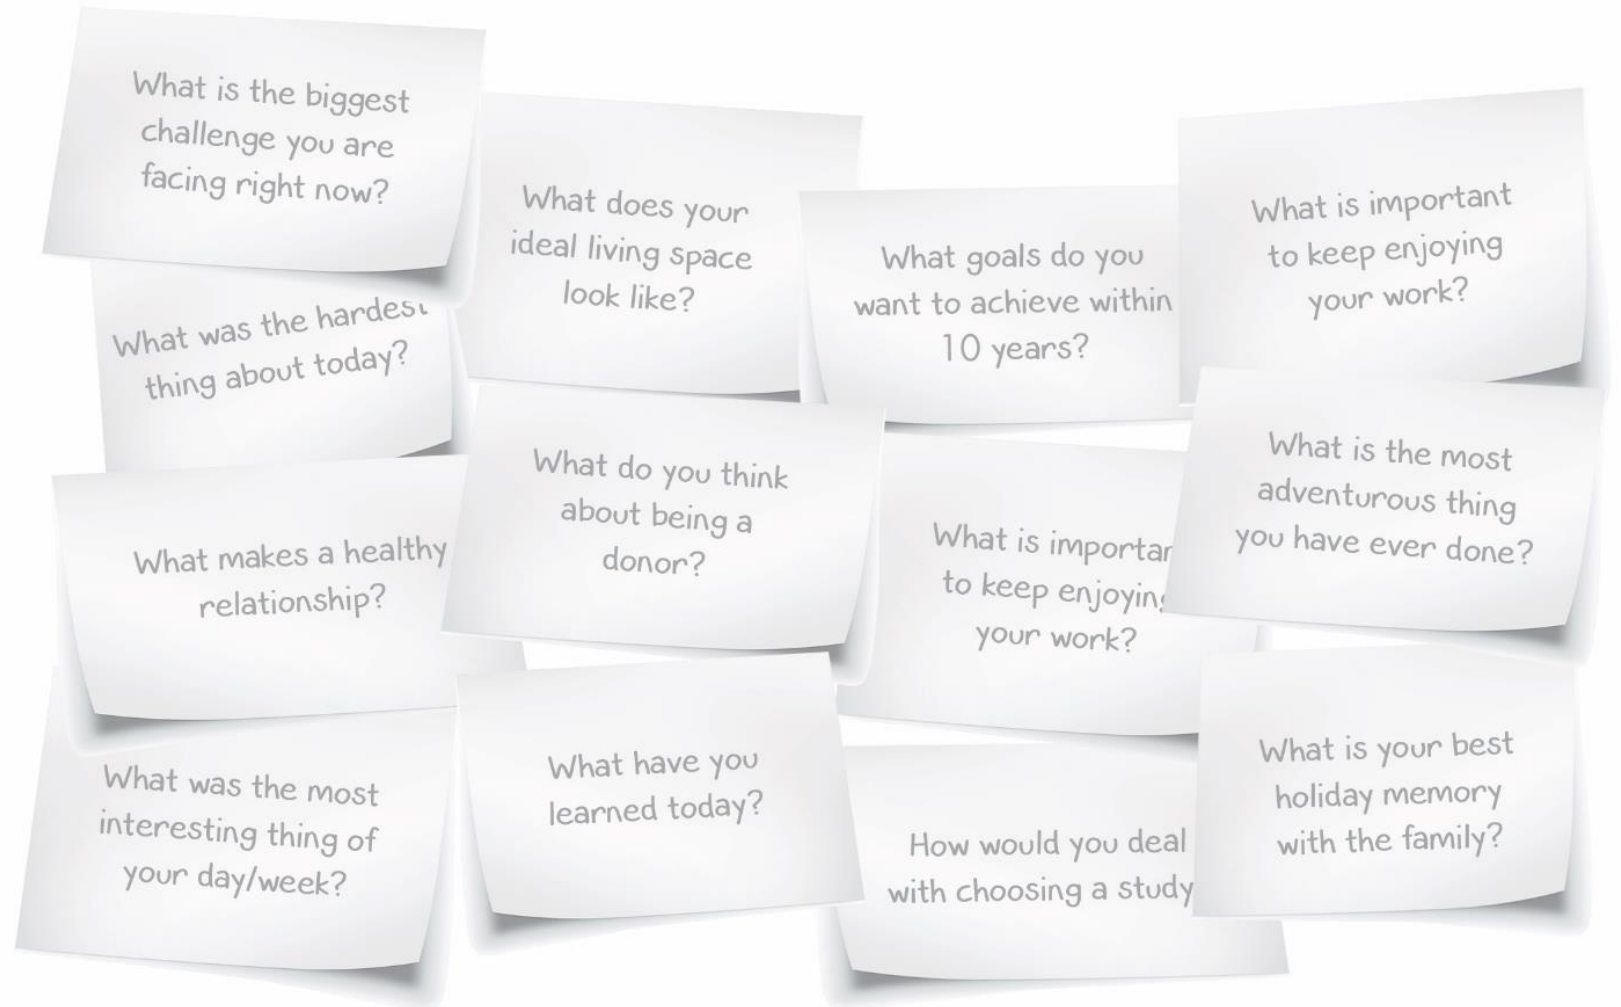 What is the biggest
challenge you are
facing right now?
What does your
ideal living space
look like?
What goals do you
want to achieve within
10 years?
What is important
to keep enjoying
your work?
What was the hardest
thing about today?
What do you think
about being a
donor?
What is the most
adventurous thing
you have ever done?
What makes a healthy
relationship?
What is importan
to keep enjoying
your work?
What was the most
interesting thing of
your day/week?
What have you
learned today?
How would you deal
with choosing a study
What is your best
holiday memory
with the family?